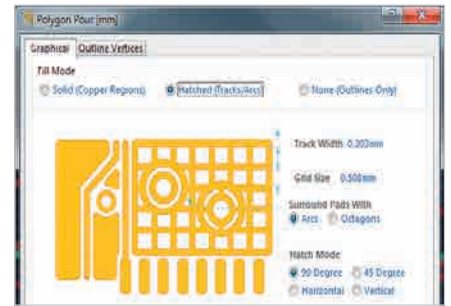 Polygon Pour [mm]
Graphical Outline Vertices
Fill Mode
Solid (Copper Regions) Hatched (Tracks/Arcs) None (Outlines Only)
Track Width 0.203mm
Grid Size 0.508mm
Surround Pads With
Arcs Octagons
Hatch Mode
90 Degree 45 Degree
Horizontal Vertical